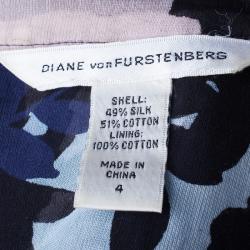 DIANE VON FURSTENBERG
SHELL:
49% SILK
51% COTTON
LINING:
100% COTTON
MADE IN
CHINA
4